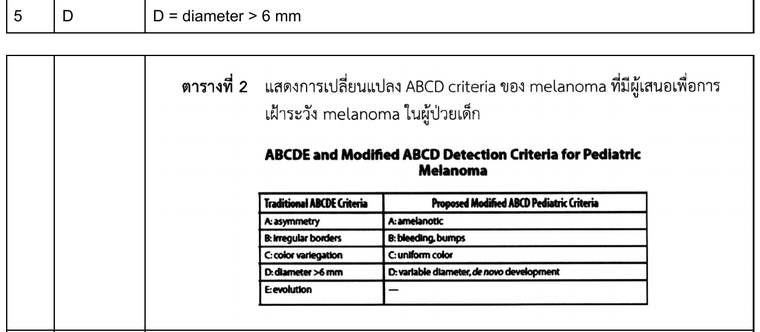 5 D D = diameter > 6 mm
ตารางที่ 2 แสดงการเปลี่ยนแปลง ABCD criteria ของ melanoma ที่มีผู้เสนอเพื่อการ
เฝ้าระวัง melanoma ในผู้ป่วยเด็ก
ABCDE and Modified ABCD Detection Criteria for Pediatric
Melanoma
Traditional ABCDE Criteria Proposed Modified ABCD Pediatric Criteria
A: asymmetry A: amelanotic
B: irregular borders B: bleeding, bumps
C: color variegation C: uniform color
D: diameter >6 mm D: variable diameter, de novo development
E: evolution —